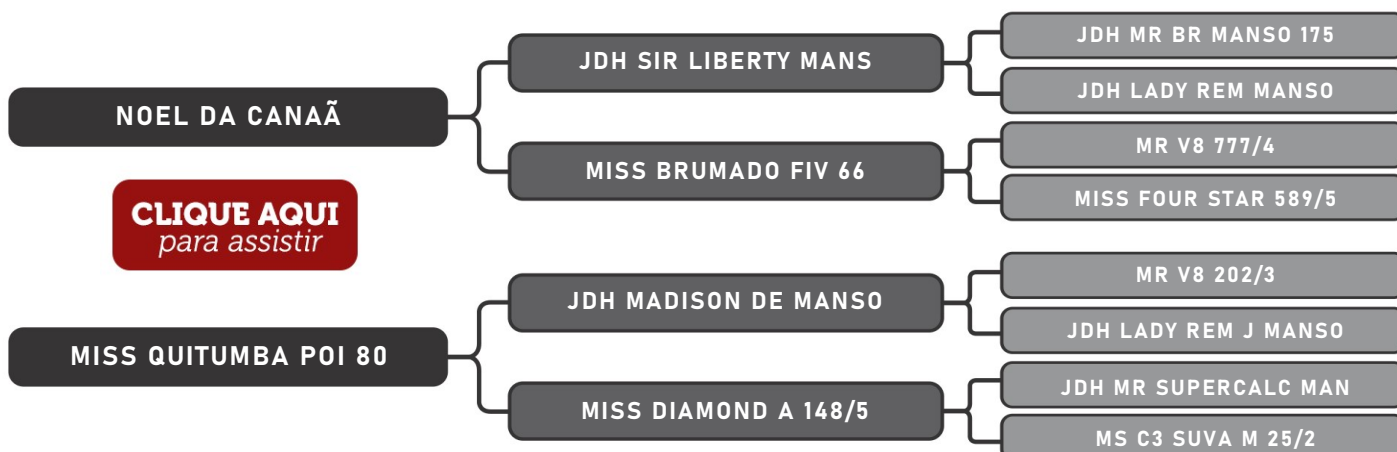 JDH MR BR MANSO 175
JDH SIR LIBERTY MANS
JDH LADY REM MANSO
NOEL DA CANAÃ
MR V8 777/4
MISS BRUMADO FIV 66
MISS FOUR STAR 589/5
CLIQUE AQUI
para assistir
MR V8 202/3
JDH MADISON DE MANSO
JDH LADY REM J MANSO
MISS QUITUMBA POI 80
JDH MR SUPERCALC MAN
MISS DIAMOND A 148/5
MS C3 SUVA M 25/2